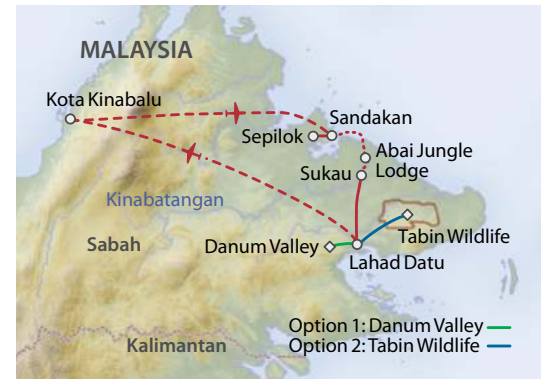 MALAYSIA
Kota Kinabalu
Sandakan
Sepilok
Abai Jungle
Lodge
Sukau
Kinabatangan
Tabin Wildlife
Sabah
Danum Valley
Lahad Datu
Option 1: Danum Valley
Option 2: Tabin Wildlife
Kalimantan